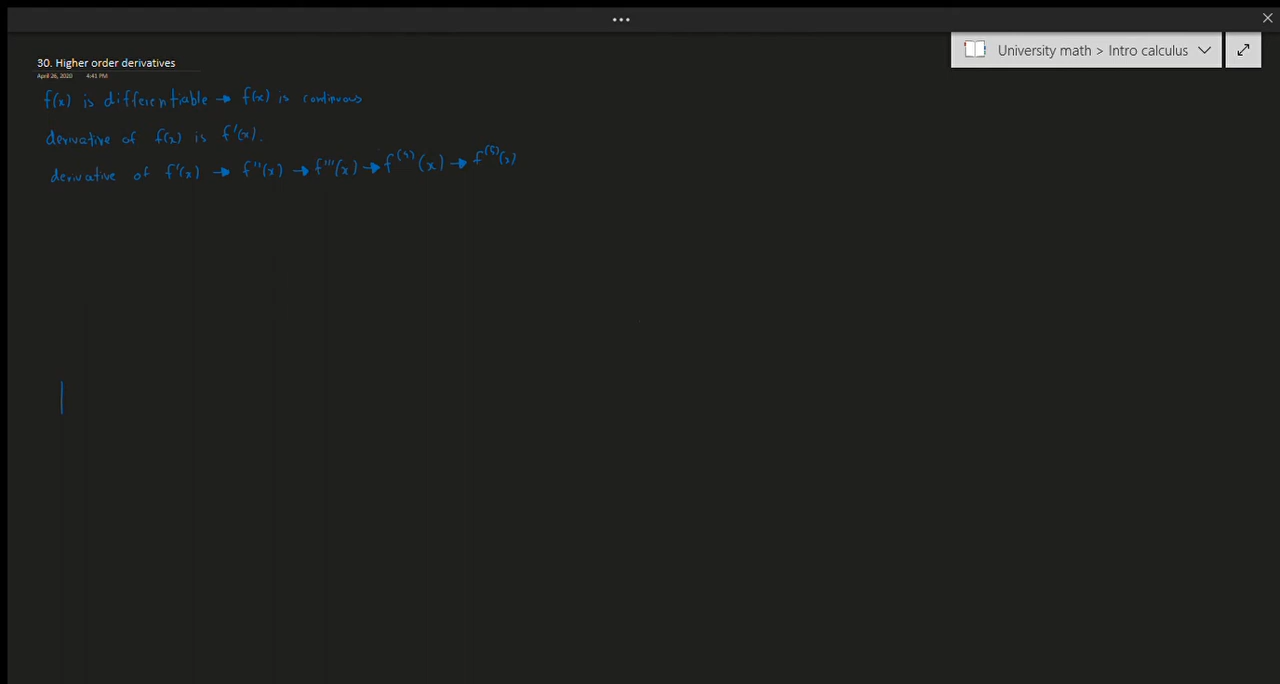 University math > Intro calculus
30. Higher order derivatives
April 26, 2020 4:41 PM
f(x) is differentiable → f(x) is continuous
derivative of f(x) is f'(x).
derivative of f'(x) → f''(x) → f'''(x) → f⁽⁴⁾(x) → f⁽⁵⁾(x)